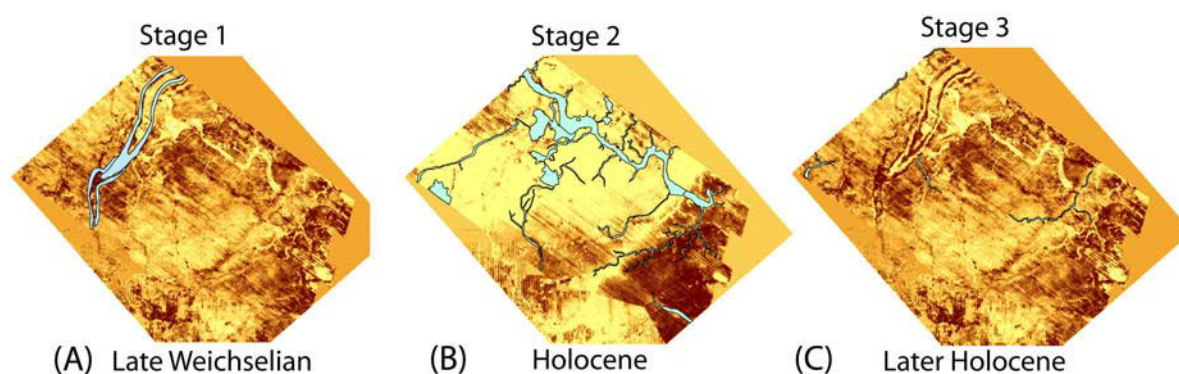 Stage 1
Stage 2
Stage 3
(A) Late Weichselian
(B) Holocene
(C) Later Holocene